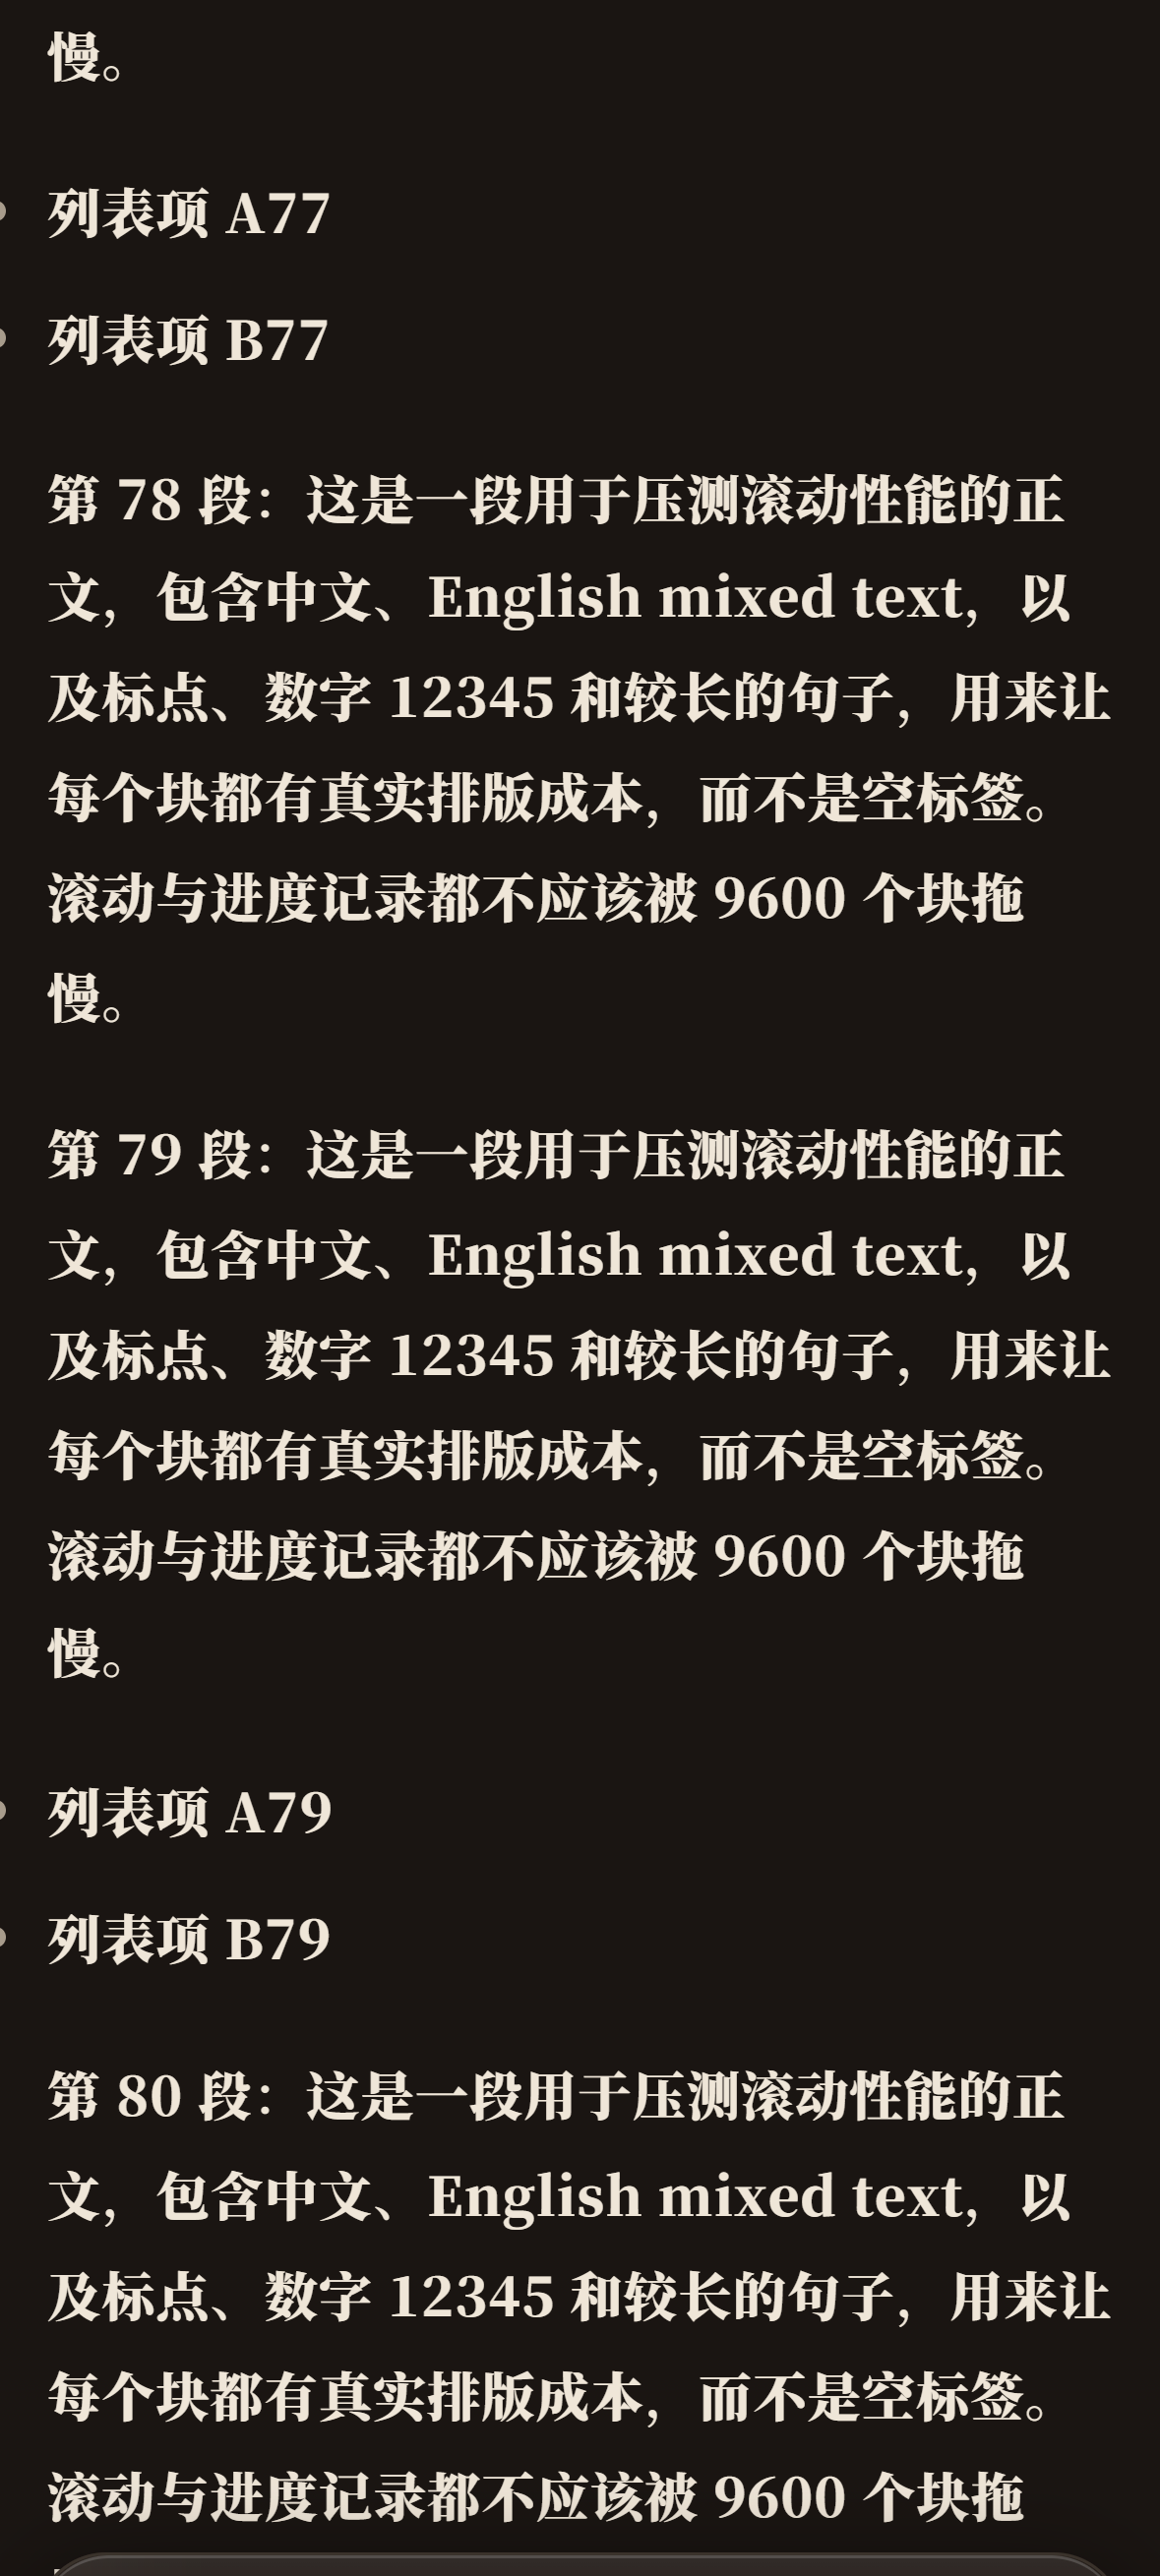 慢。
列表项 A77
列表项 B77
第 78 段：这是一段用于压测滚动性能的正
文，包含中文、English mixed text，以
及标点、数字 12345 和较长的句子，用来让
每个块都有真实排版成本，而不是空标签。
滚动与进度记录都不应该被 9600 个块拖
慢。
第 79 段：这是一段用于压测滚动性能的正
文，包含中文、English mixed text，以
及标点、数字 12345 和较长的句子，用来让
每个块都有真实排版成本，而不是空标签。
滚动与进度记录都不应该被 9600 个块拖
慢。
列表项 A79
列表项 B79
第 80 段：这是一段用于压测滚动性能的正
文，包含中文、English mixed text，以
及标点、数字 12345 和较长的句子，用来让
每个块都有真实排版成本，而不是空标签。
滚动与进度记录都不应该被 9600 个块拖